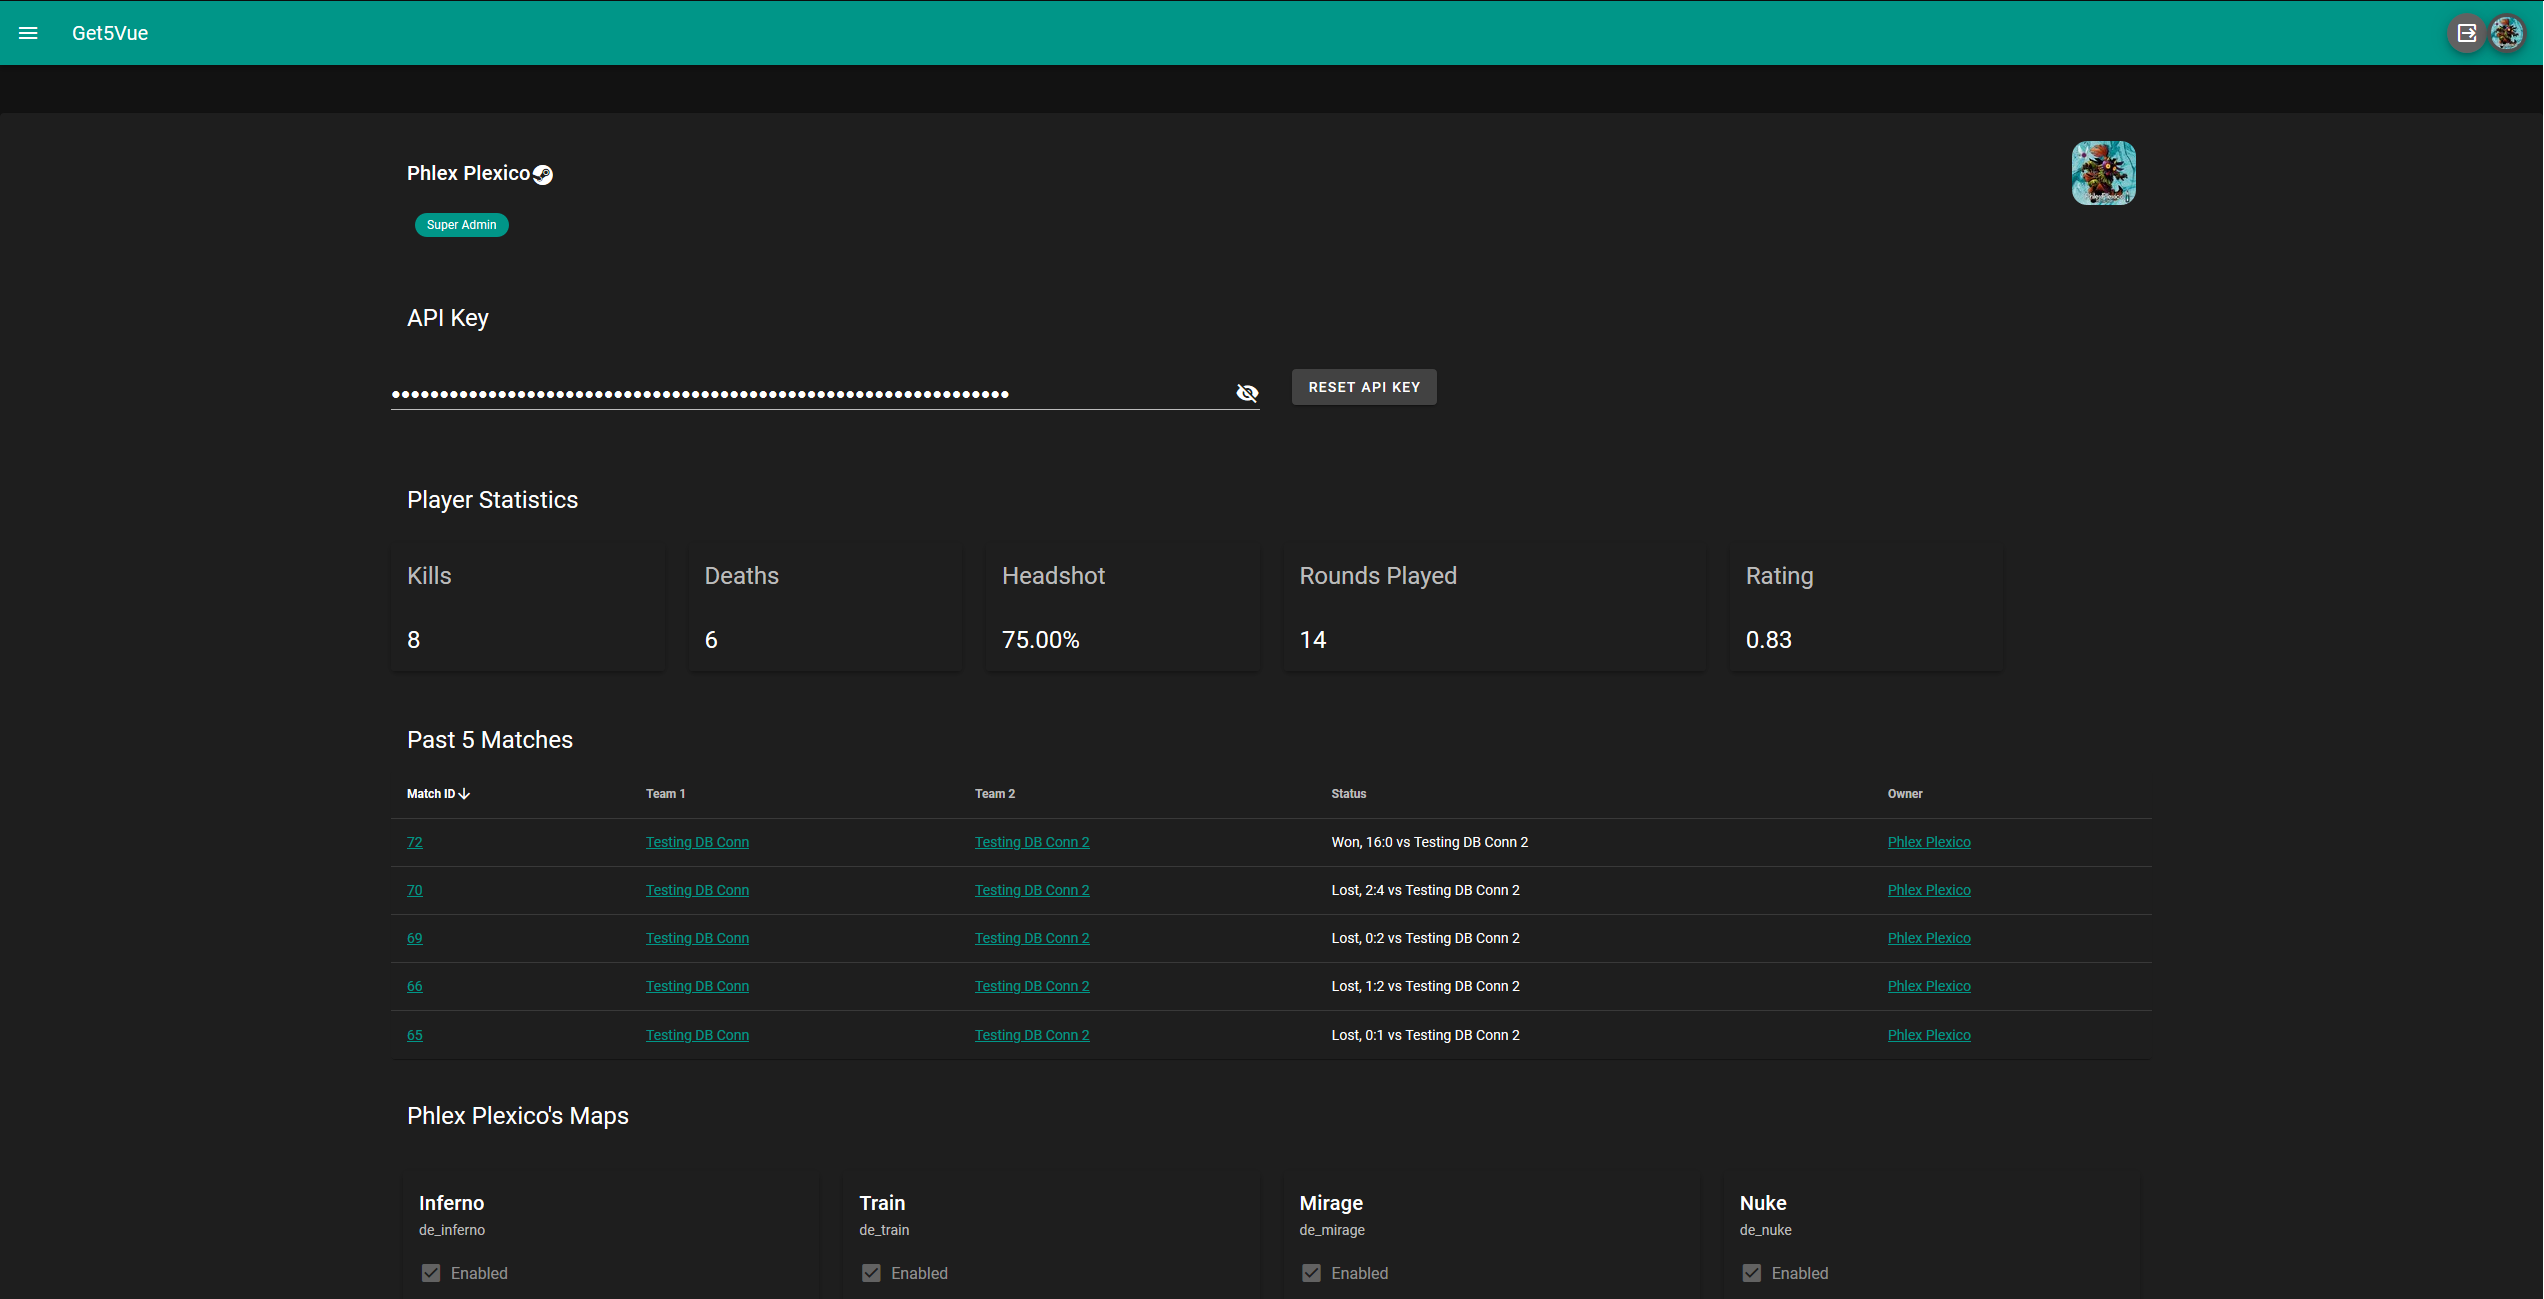 Get5Vue
Phlex Plexico
Super Admin
API Key
RESET API KEY
Player Statistics
Kills Deaths Headshot Rounds Played Rating
8 6 75.00% 14 0.83
Past 5 Matches
Match ID Team 1 Team 2 Status Owner
72 Testing DB Conn Testing DB Conn 2 Won, 16:0 vs Testing DB Conn 2 Phlex Plexico
70 Testing DB Conn Testing DB Conn 2 Lost, 2:4 vs Testing DB Conn 2 Phlex Plexico
69 Testing DB Conn Testing DB Conn 2 Lost, 0:2 vs Testing DB Conn 2 Phlex Plexico
66 Testing DB Conn Testing DB Conn 2 Lost, 1:2 vs Testing DB Conn 2 Phlex Plexico
65 Testing DB Conn Testing DB Conn 2 Lost, 0:1 vs Testing DB Conn 2 Phlex Plexico
Phlex Plexico's Maps
Inferno Train Mirage Nuke
de_inferno de_train de_mirage de_nuke
Enabled Enabled Enabled Enabled